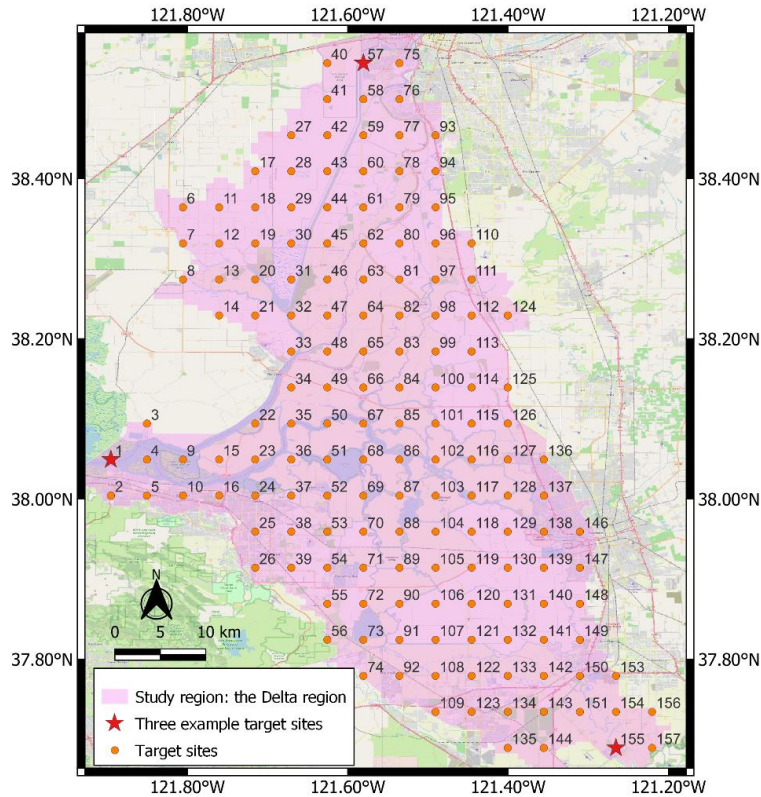 121.80°W 121.60°W 121.40°W 121.20°W
40 57 75
41 58 76
27 42 59 77 93
17 28 43 60 78 94
38.40°N 38.40°N
6 11 18 29 44 61 79 95
7 12 19 30 45 62 80 96 110
8 13 20 31 46 63 81 97 111
14 21 32 47 64 82 98 112 124
38.20°N 38.20°N
33 48 65 83 99 113
34 49 66 84 100 114 125
3 22 35 50 67 85 101 115 126
1 4 9 15 23 36 51 68 86 102 116 127 136
38.00°N 38.00°N
2 5 10 16 24 37 52 69 87 103 117 128 137
25 38 53 70 88 104 118 129 138 146
26 39 54 71 89 105 119 130 139 147
N
55 72 90 106 120 131 140 148
0 5 10 km
56 73 91 107 121 132 141 149
37.80°N 37.80°N
74 92 108 122 133 142 150 153
Study region: the Delta region
109 123 134 143 151 154 156
Three example target sites
135 144 155 157
Target sites
121.80°W 121.60°W 121.40°W 121.20°W